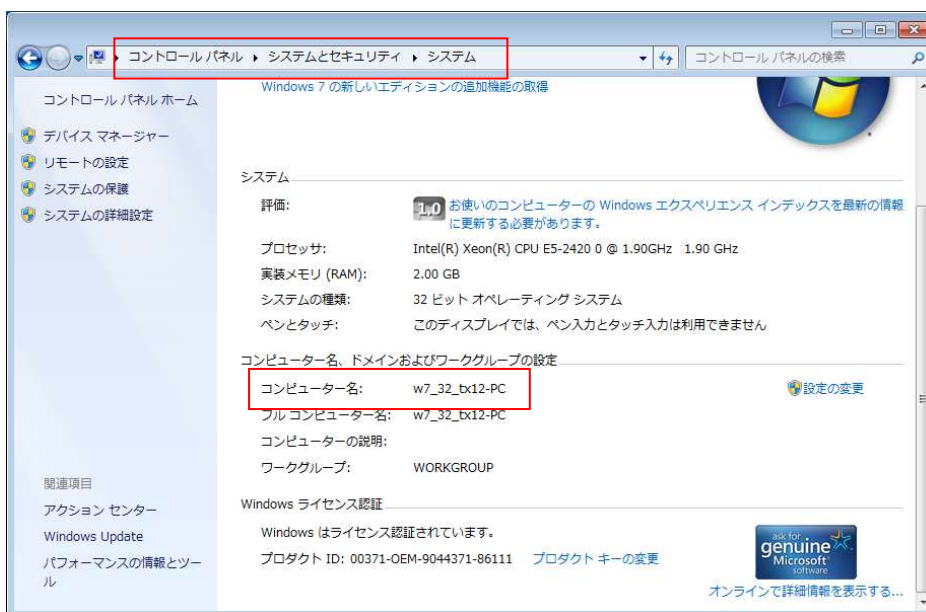 コントロール パネル ▸ システムとセキュリティ ▸ システム
コントロール パネルの検索
コントロール パネル ホーム
デバイス マネージャー
リモートの設定
システムの保護
システムの詳細設定
関連項目
アクション センター
Windows Update
パフォーマンスの情報とツー
ル
Windows 7 の新しいエディションの追加機能の取得
システム
評価: 1.0 お使いのコンピューターの Windows エクスペリエンス インデックスを最新の情報
に更新する必要があります。
プロセッサ: Intel(R) Xeon(R) CPU E5-2420 0 @ 1.90GHz 1.90 GHz
実装メモリ (RAM): 2.00 GB
システムの種類: 32 ビット オペレーティング システム
ペンとタッチ: このディスプレイでは、ペン入力とタッチ入力は利用できません
コンピューター名、ドメインおよびワークグループの設定
コンピューター名: w7_32_tx12-PC 設定の変更
フル コンピューター名: w7_32_tx12-PC
コンピューターの説明:
ワークグループ: WORKGROUP
Windows ライセンス認証
Windows はライセンス認証されています。
プロダクト ID: 00371-OEM-9044371-86111 プロダクト キーの変更
ask for
genuine
Microsoft
software
オンラインで詳細情報を表示する...